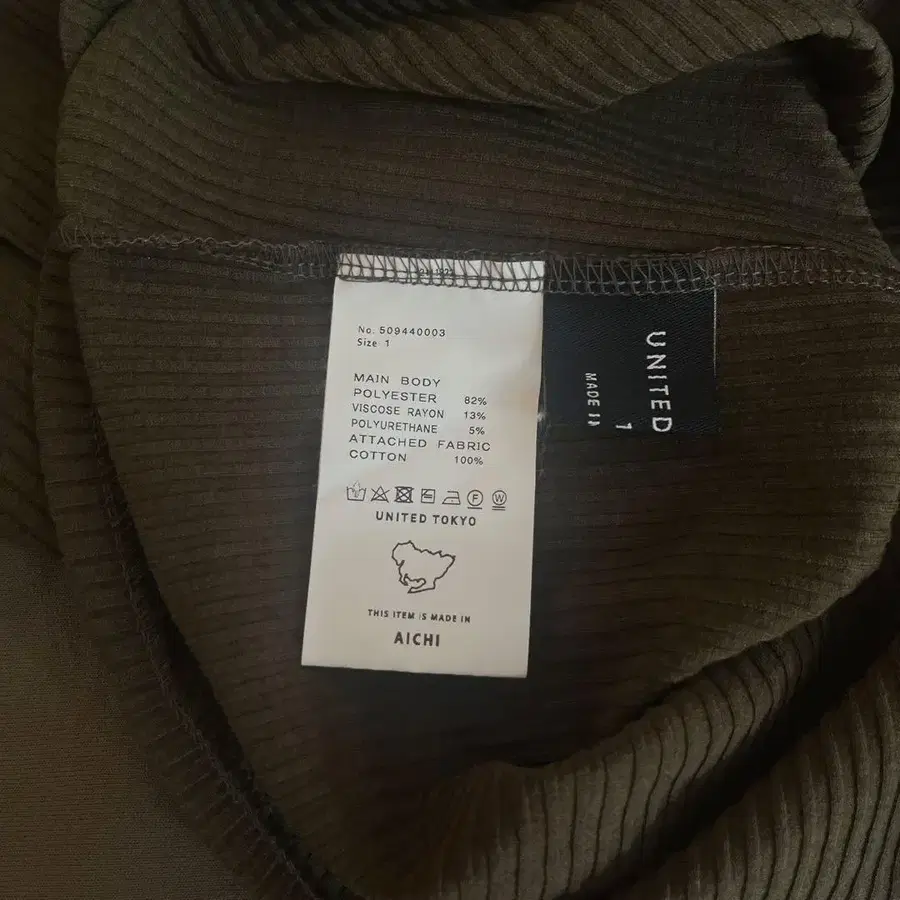 No. 509440003
Size 1
MAIN BODY
POLYESTER 82%
VISCOSE RAYON 13%
POLYURETHANE 5%
ATTACHED FABRIC
COTTON 100%
F W
UNITED TOKYO
THIS ITEM IS MADE IN
AICHI
UNITED
1
MADE